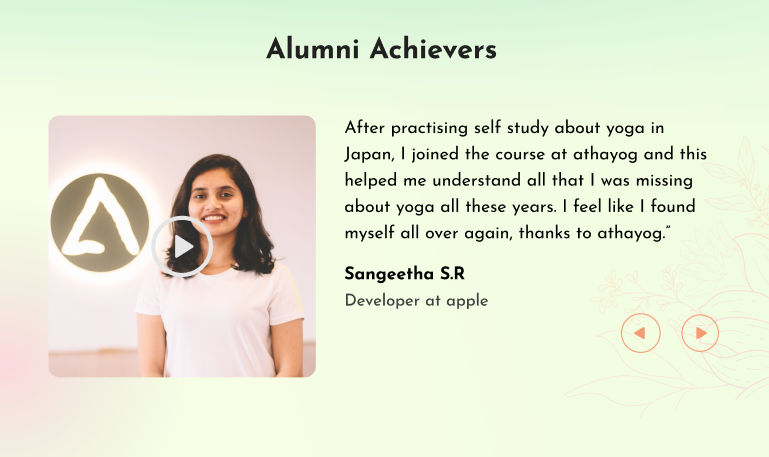 Alumni Achievers
After practising self study about yoga in
Japan, I joined the course at athayog and this
helped me understand all that I was missing
about yoga all these years. I feel like I found
myself all over again, thanks to athayog.”
Sangeetha S.R
Developer at apple